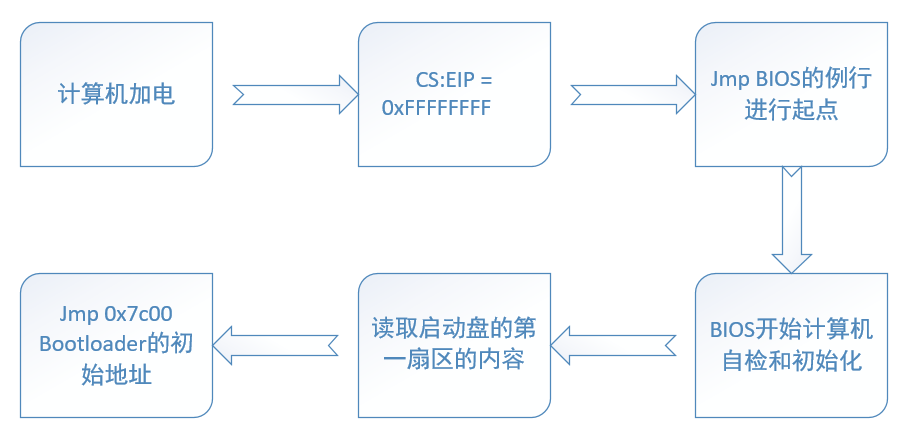 计算机加电
CS:EIP =
0xFFFFFFFF
Jmp BIOS的例行
进行起点
BIOS开始计算机
自检和初始化
读取启动盘的第
一扇区的内容
Jmp 0x7c00
Bootloader的初
始地址